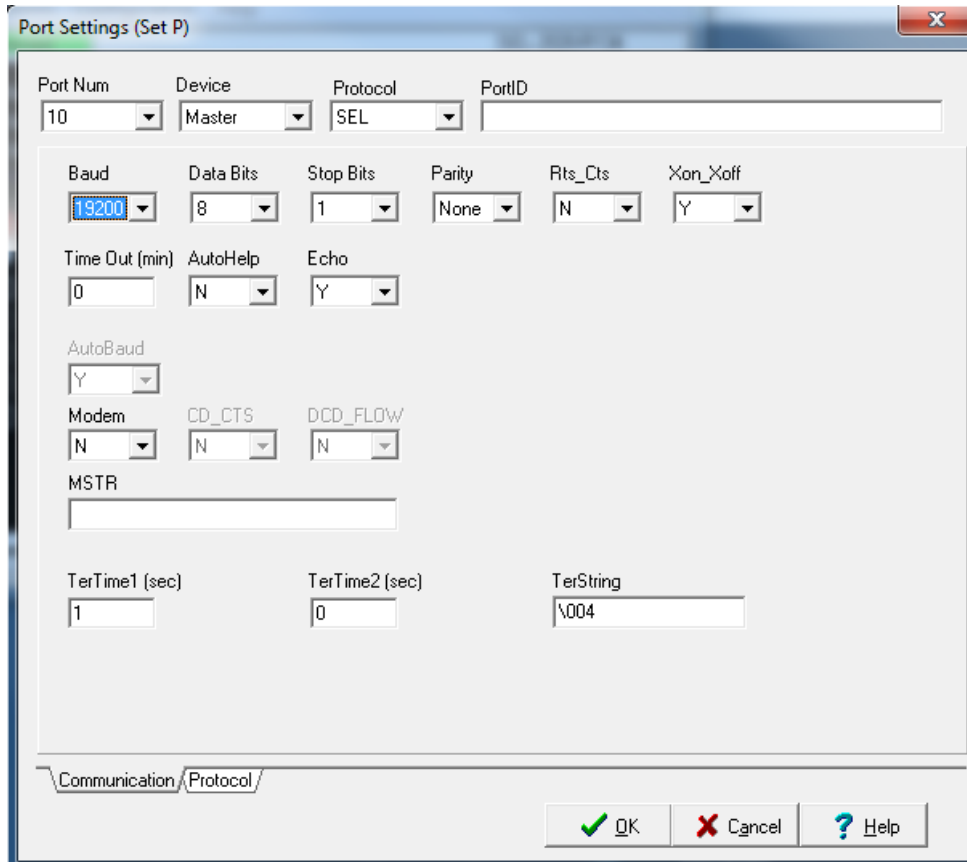 Port Settings (Set P)
Port Num Device Protocol PortID
10 Master SEL
Baud Data Bits Stop Bits Parity Rts_Cts Xon_Xoff
19200 8 1 None N Y
Time Out (min) AutoHelp Echo
0 N Y
AutoBaud
Y
Modem CD_CTS DCD_FLOW
N N N
MSTR
TerTime1 (sec) TerTime2 (sec) TerString
1 0 \004
Communication Protocol
OK Cancel Help